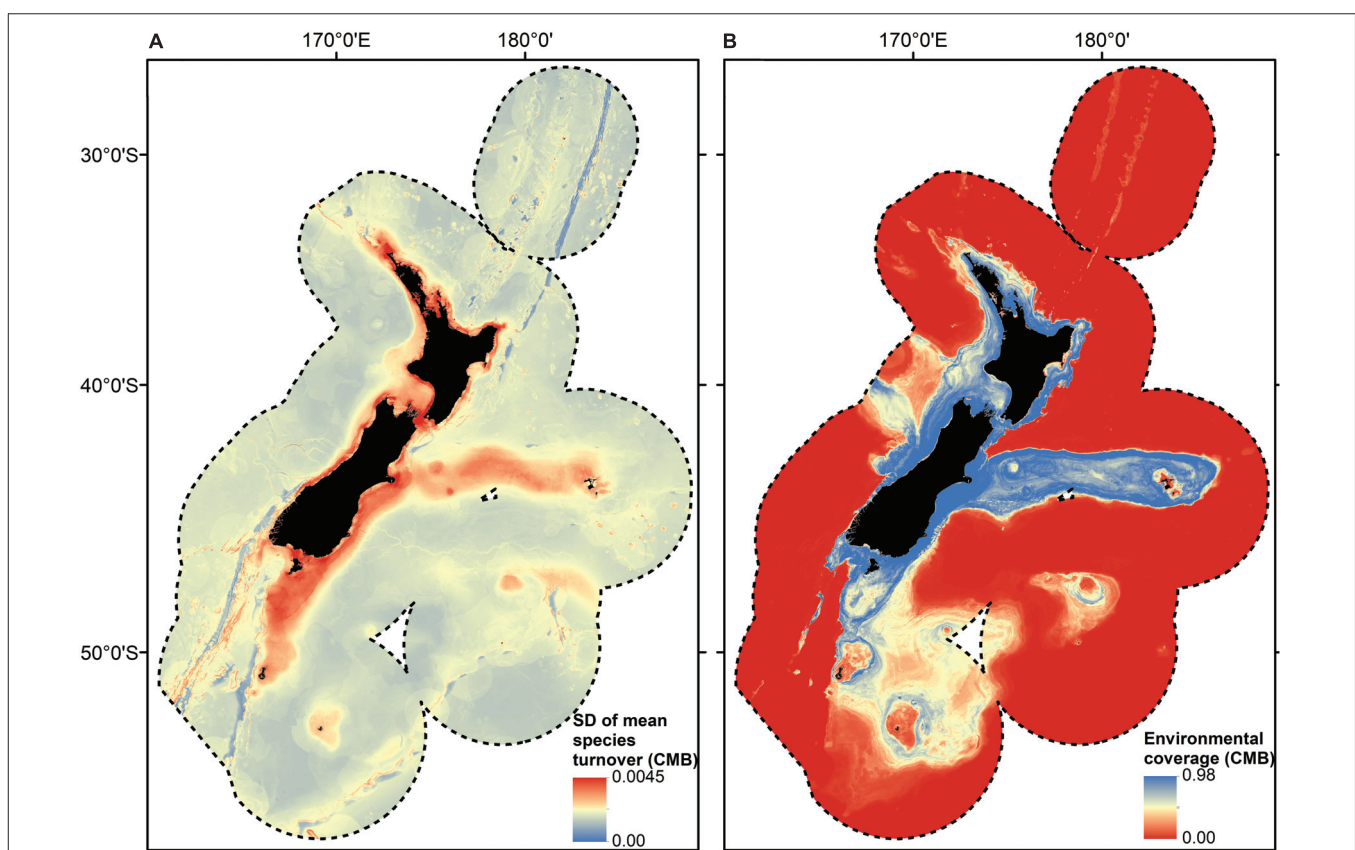 A
170°0'E
180°0'
B
170°0'E
180°0'
30°0'S
40°0'S
50°0'S
SD of mean
species
turnover (CMB)
0.0045
0.00
Environmental
coverage (CMB)
0.98
0.00